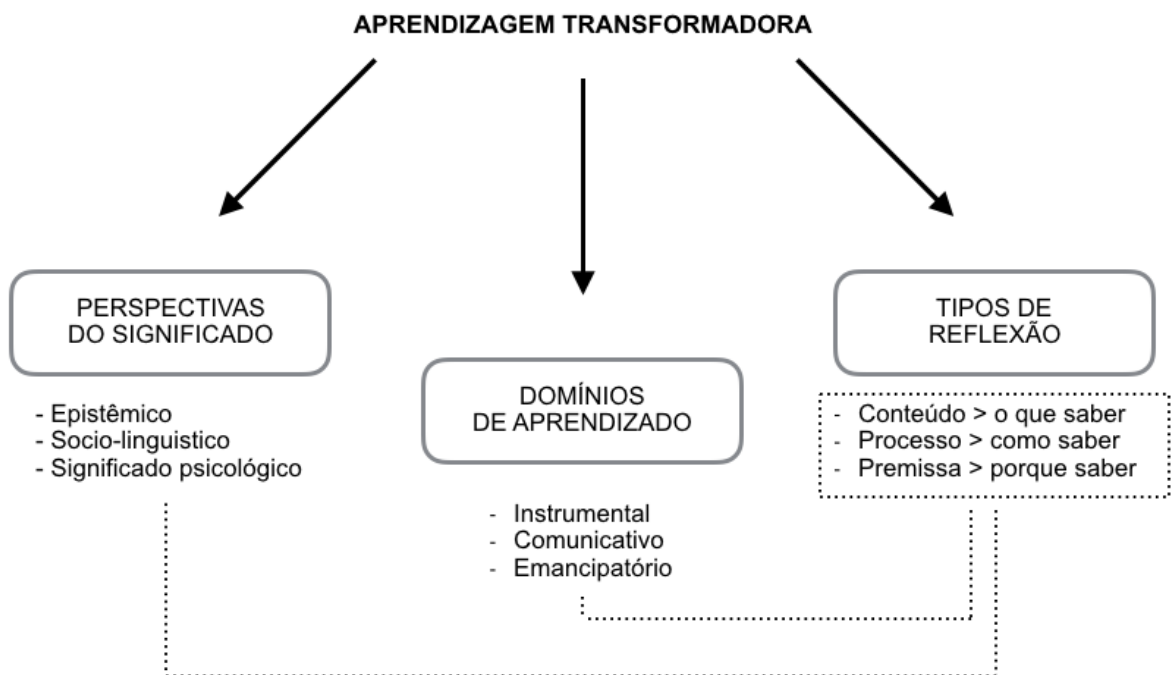 APRENDIZAGEM TRANSFORMADORA
PERSPECTIVAS
DO SIGNIFICADO
- Epistêmico
- Socio-linguistico
- Significado psicológico
DOMÍNIOS
DE APRENDIZADO
- Instrumental
- Comunicativo
- Emancipatório
TIPOS DE
REFLEXÃO
- Conteúdo > o que saber
- Processo > como saber
- Premissa > porque saber